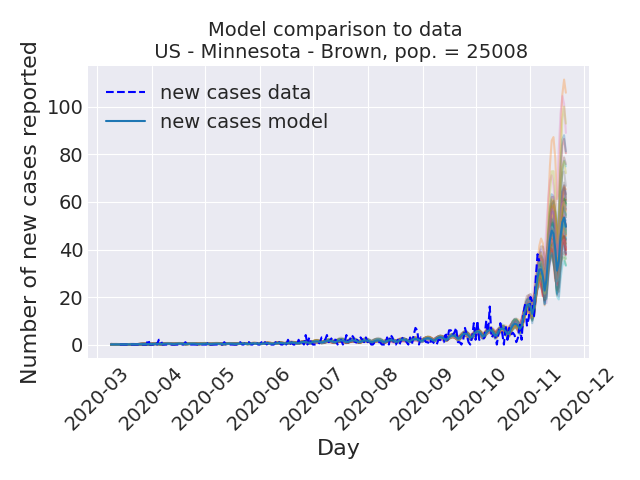 Model comparison to data
US - Minnesota - Brown, pop. = 25008
new cases data
new cases model
Number of new cases reported
100
80
60
40
20
0
2020-03
2020-04
2020-05
2020-06
2020-07
2020-08
2020-09
2020-10
2020-11
2020-12
Day